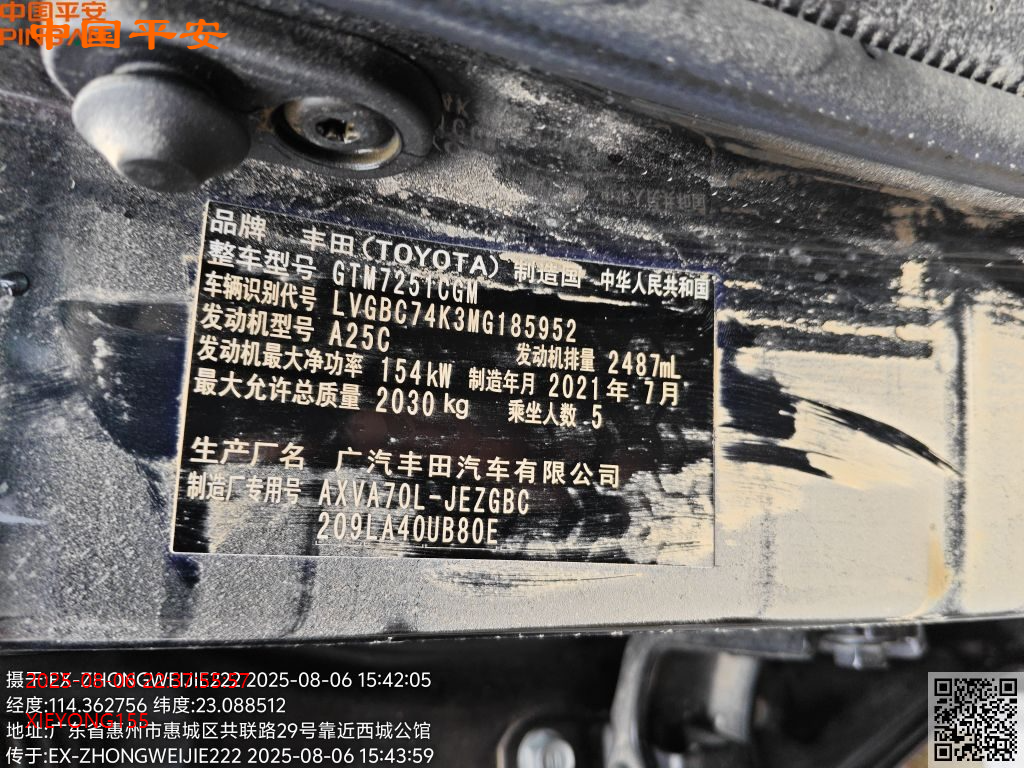 中国平安
PINGAN
中国平安
品牌 丰田(TOYOTA) 制造国 中华人民共和国
整车型号 GTM7251CGM
车辆识别代号 LVGBC74K3MG185952
发动机型号 A25C 发动机排量 2487mL
发动机最大净功率 154kW 制造年月 2021年7月
最大允许总质量 2030kg 乘坐人数 5
生产厂名 广汽丰田汽车有限公司
制造厂专用号 AXVA70L-JEZGBC
209LA40UB80E
摄于:EX-ZHONGWEIJIE222 2025-08-06 15:42:05
经度:114.362756 纬度:23.088512
XIEYONG155
地址:广东省惠州市惠城区共联路29号靠近西城公馆
传于:EX-ZHONGWEIJIE222 2025-08-06 15:43:59